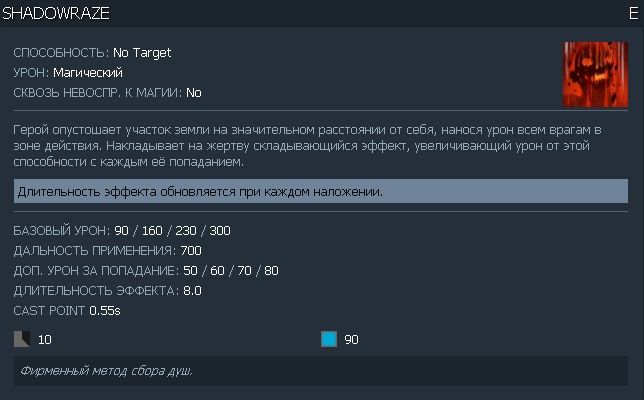 SHADOWRAZE E
СПОСОБНОСТЬ: No Target
УРОН: Магический
СКВОЗЬ НЕВОСПР. К МАГИИ: No
Герой опустошает участок земли на значительном расстоянии от себя, нанося урон всем врагам в
зоне действия. Накладывает на жертву складывающийся эффект, увеличивающий урон от этой
способности с каждым её попаданием.
Длительность эффекта обновляется при каждом наложении.
БАЗОВЫЙ УРОН: 90 / 160 / 230 / 300
ДАЛЬНОСТЬ ПРИМЕНЕНИЯ: 700
ДОП. УРОН ЗА ПОПАДАНИЕ: 50 / 60 / 70 / 80
ДЛИТЕЛЬНОСТЬ ЭФФЕКТА: 8.0
CAST POINT 0.55s
10 90
Фирменный метод сбора душ.